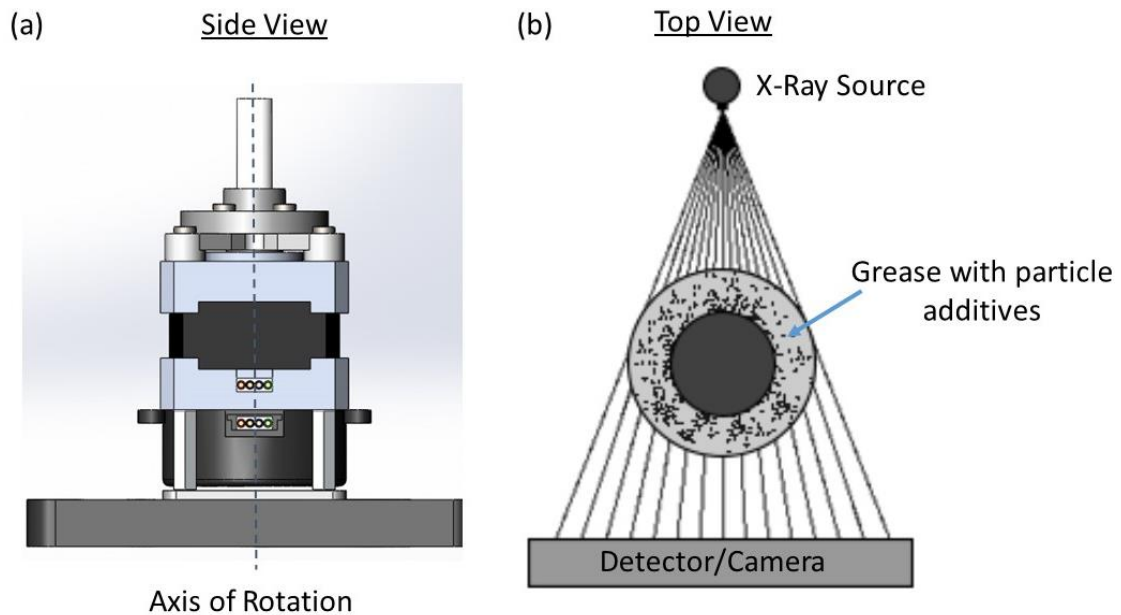 (a)
Side View
Axis of Rotation
(b)
Top View
X-Ray Source
Grease with particle
additives
Detector/Camera